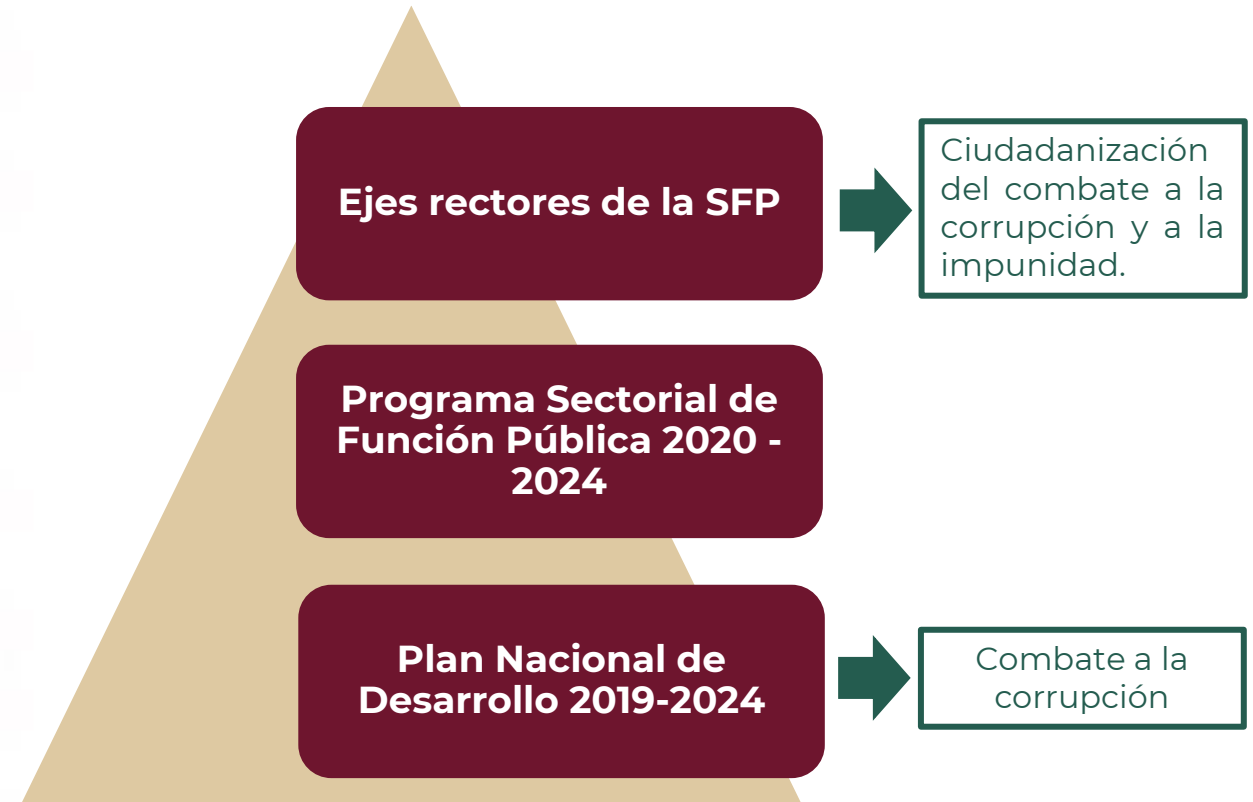 Ejes rectores de la SFP
Ciudadanización
del combate a la
corrupción y a la
impunidad.
Programa Sectorial de
Función Pública 2020 -
2024
Plan Nacional de
Desarrollo 2019-2024
Combate a la
corrupción